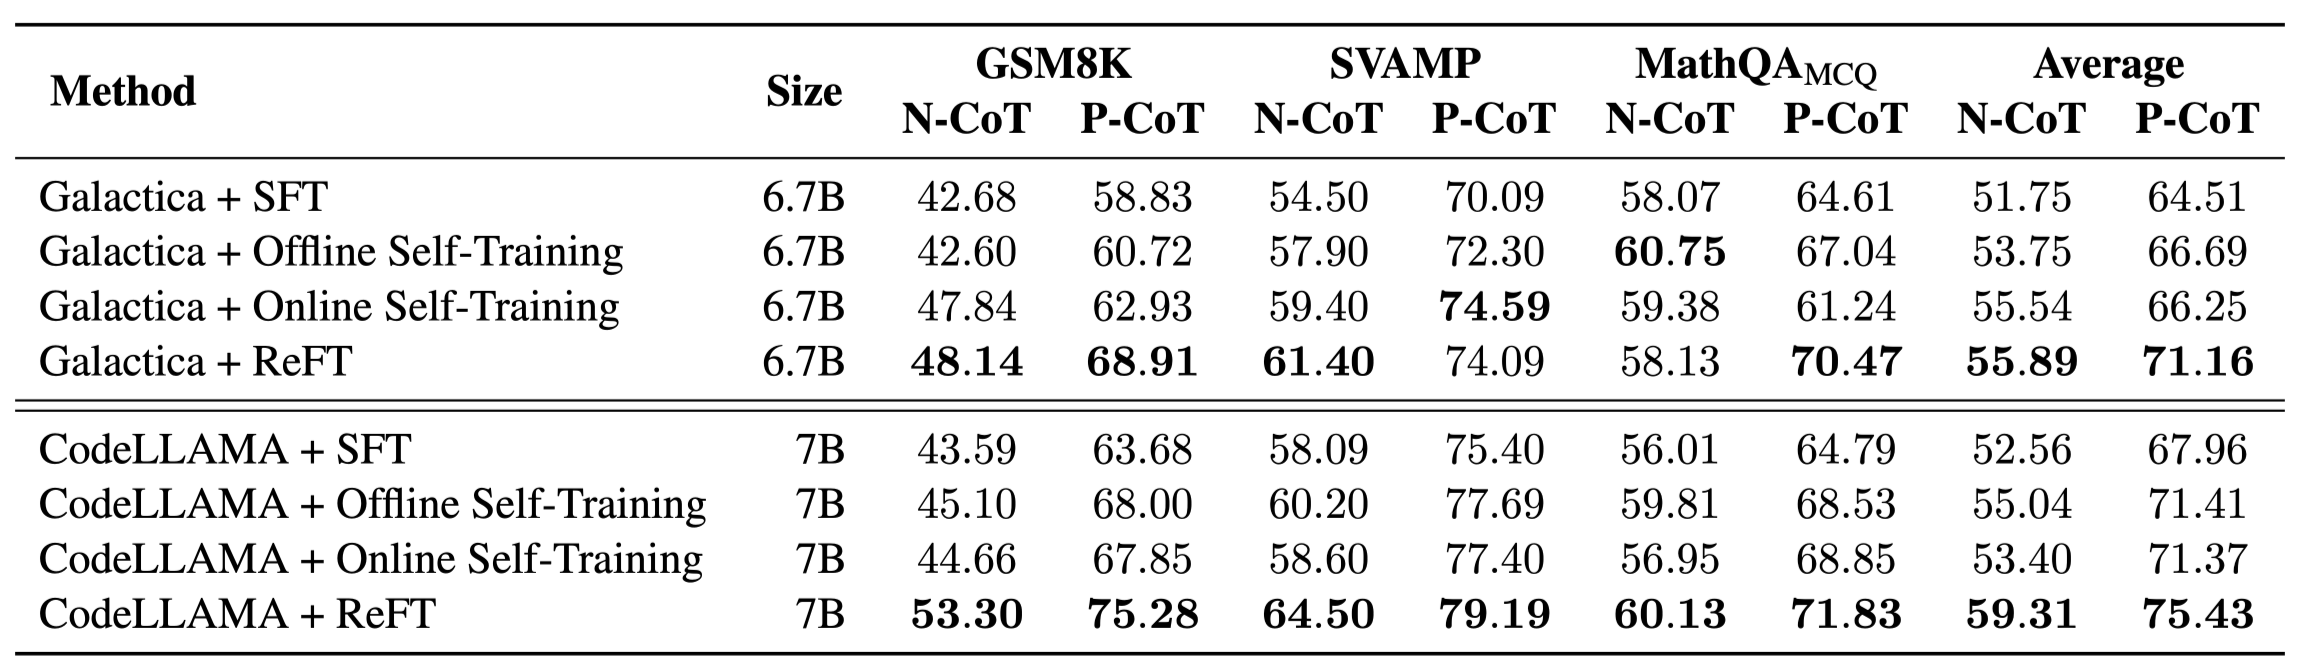 Method Size GSM8K SVAMP MathQA_MCQ Average
N-CoT P-CoT N-CoT P-CoT N-CoT P-CoT N-CoT P-CoT
Galactica + SFT 6.7B 42.68 58.83 54.50 70.09 58.07 64.61 51.75 64.51
Galactica + Offline Self-Training 6.7B 42.60 60.72 57.90 72.30 60.75 67.04 53.75 66.69
Galactica + Online Self-Training 6.7B 47.84 62.93 59.40 74.59 59.38 61.24 55.54 66.25
Galactica + ReFT 6.7B 48.14 68.91 61.40 74.09 58.13 70.47 55.89 71.16
CodeLLAMA + SFT 7B 43.59 63.68 58.09 75.40 56.01 64.79 52.56 67.96
CodeLLAMA + Offline Self-Training 7B 45.10 68.00 60.20 77.69 59.81 68.53 55.04 71.41
CodeLLAMA + Online Self-Training 7B 44.66 67.85 58.60 77.40 56.95 68.85 53.40 71.37
CodeLLAMA + ReFT 7B 53.30 75.28 64.50 79.19 60.13 71.83 59.31 75.43